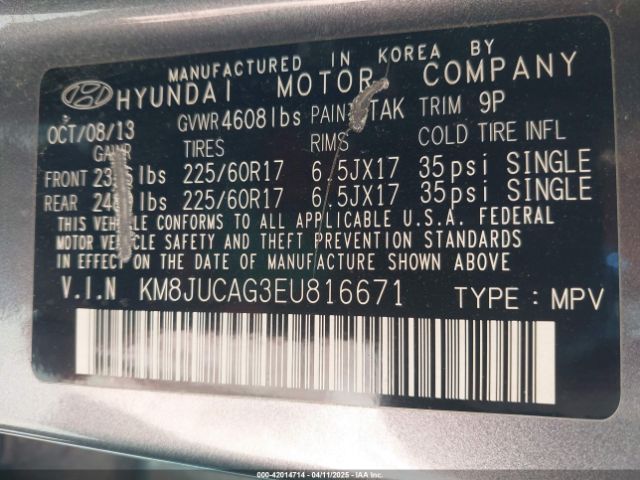 MANUFACTURED IN KOREA BY
HYUNDAI MOTOR COMPANY
OCT/08/13 GVWR 4608lbs PAINT TAK TRIM 9P
GAWR TIRES RIMS COLD TIRE INFL
FRONT lbs 225/60R17 6.5JX17 35psi SINGLE
REAR lbs 225/60R17 6.5JX17 35psi SINGLE
THIS VEHICLE CONFORMS TO ALL APPLICABLE U.S.A. FEDERAL
MOTOR VEHICLE SAFETY AND THEFT PREVENTION STANDARDS
IN EFFECT ON THE DATE OF MANUFACTURE SHOWN ABOVE
V.I.N KM8JUCAG3EU816671 TYPE : MPV
000-42014714 - 04/11/2025 - IAA Inc.